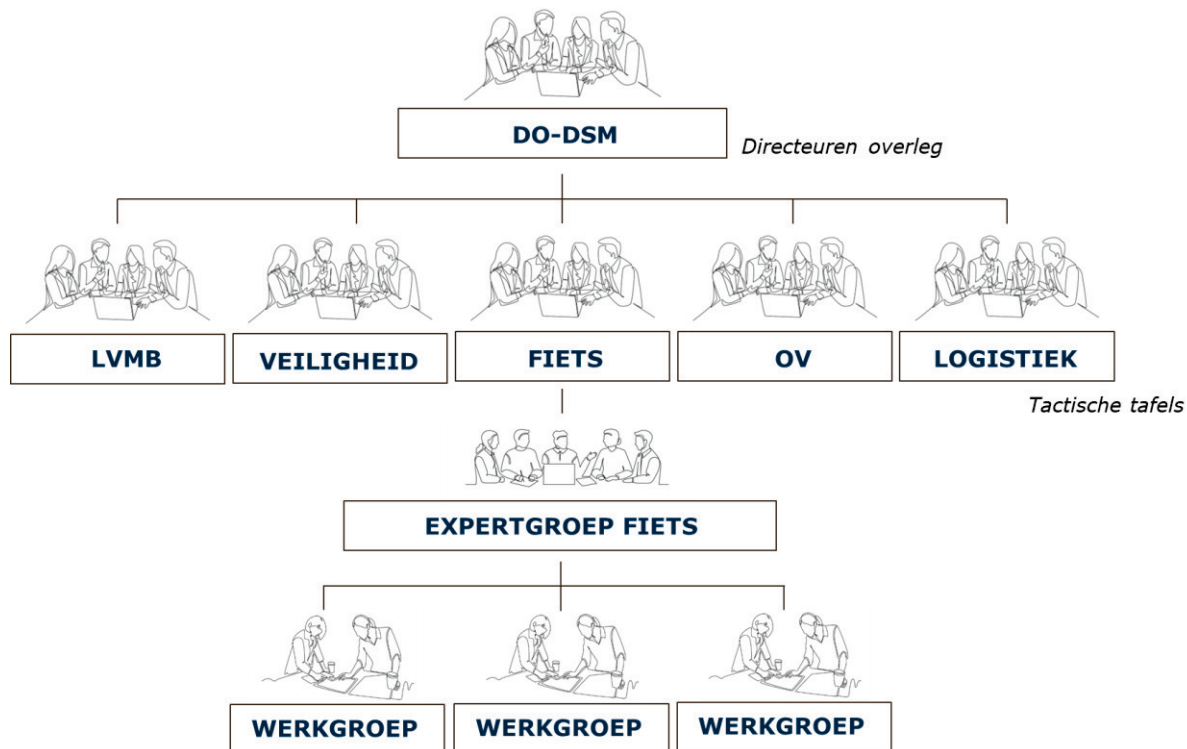 DO-DSM
Directeuren overleg
LVMB
VEILIGHEID
FIETS
OV
LOGISTIEK
Tactische tafels
EXPERTGROEP FIETS
WERKGROEP
WERKGROEP
WERKGROEP